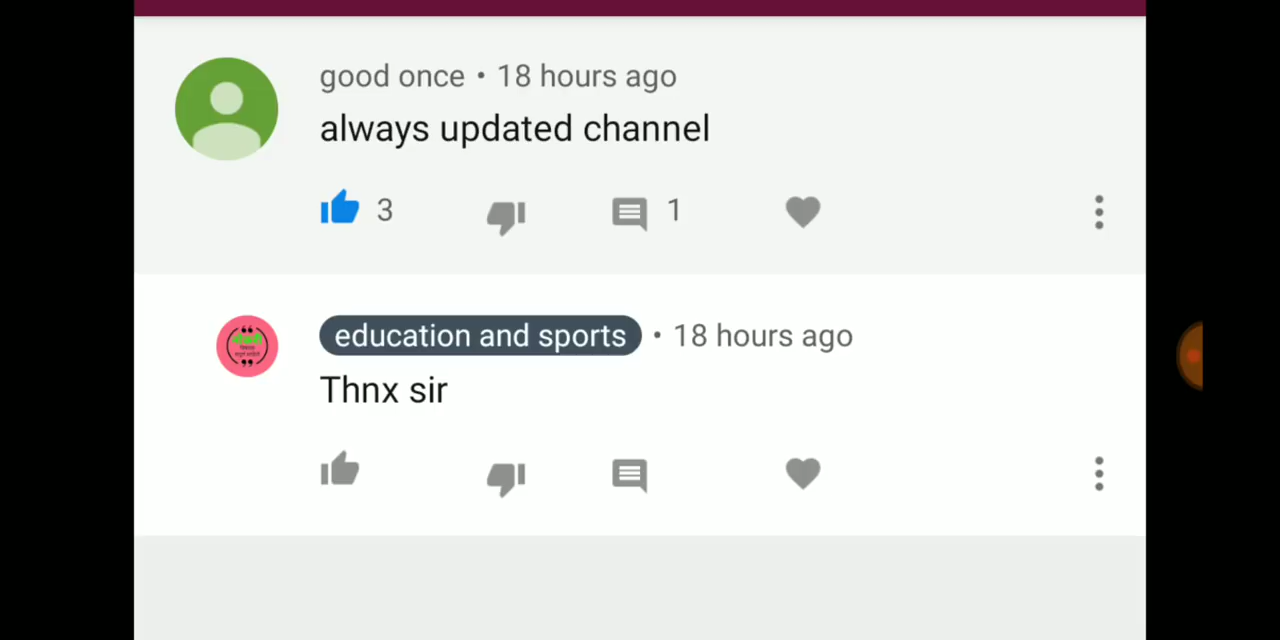 good once • 18 hours ago
always updated channel
3 1
education and sports • 18 hours ago
Thnx sir